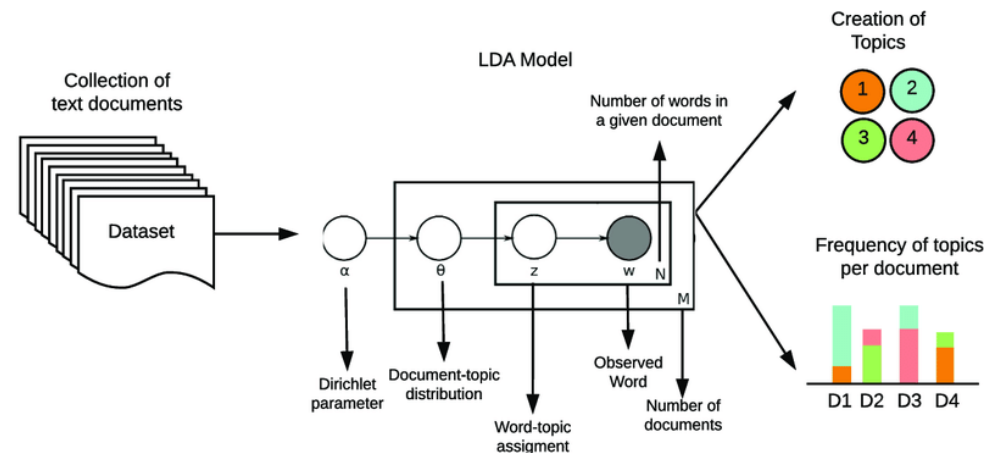 Creation of
Topics
1
2
3
4
LDA Model
Collection of
text documents
Number of words in
a given document
Dataset
α
θ
z
w
N
M
Frequency of topics
per document
D1
D2
D3
D4
Dirichlet
parameter
Document-topic
distribution
Word-topic
assigment
Observed
Word
Number of
documents